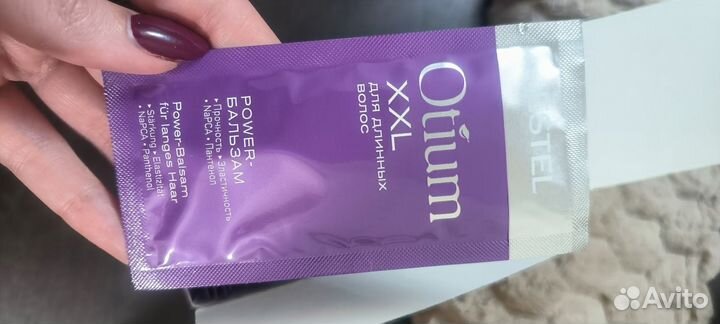 STEL
Otium
XXL
ДЛЯ ДЛИННЫХ
ВОЛОС
POWER-
БАЛЬЗАМ
▸Прочность ▸Эластичность
• NaPCA • Пантенол
Power-Balsam
für langes Haar
▸Stärkung ▸Elastizität
• NaPCA • Panthenol
Avito